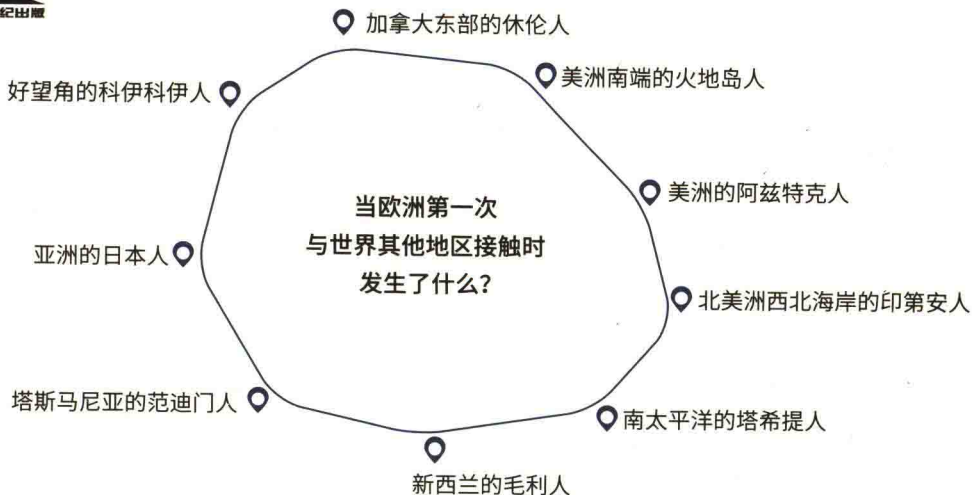 纪出版
加拿大东部的休伦人
美洲南端的火地岛人
好望角的科伊科伊人
美洲的阿兹特克人
当欧洲第一次
与世界其他地区接触时
发生了什么？
亚洲的日本人
北美洲西北海岸的印第安人
塔斯马尼亚的范迪门人
南太平洋的塔希提人
新西兰的毛利人